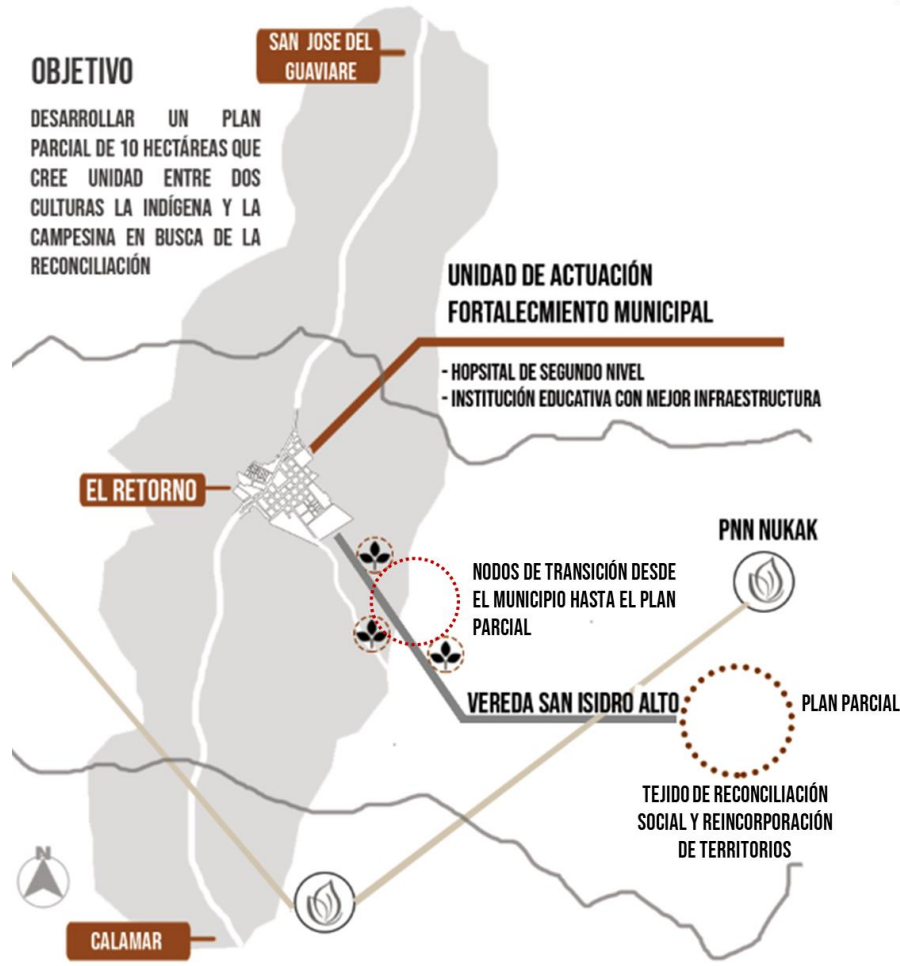 SAN JOSE DEL
GUAVIARE
OBJETIVO
DESARROLLAR UN PLAN
PARCIAL DE 10 HECTÁREAS QUE
CREE UNIDAD ENTRE DOS
CULTURAS LA INDÍGENA Y LA
CAMPESINA EN BUSCA DE LA
RECONCILIACIÓN
UNIDAD DE ACTUACIÓN
FORTALECMIENTO MUNICIPAL
- HOPSITAL DE SEGUNDO NIVEL
- INSTITUCIÓN EDUCATIVA CON MEJOR INFRAESTRUCTURA
EL RETORNO
PNN NUKAK
NODOS DE TRANSICIÓN DESDE
EL MUNICIPIO HASTA EL PLAN
PARCIAL
VEREDA SAN ISIDRO ALTO
PLAN PARCIAL
TEJIDO DE RECONCILIACIÓN
SOCIAL Y REINCORPORACIÓN
DE TERRITORIOS
N
CALAMAR